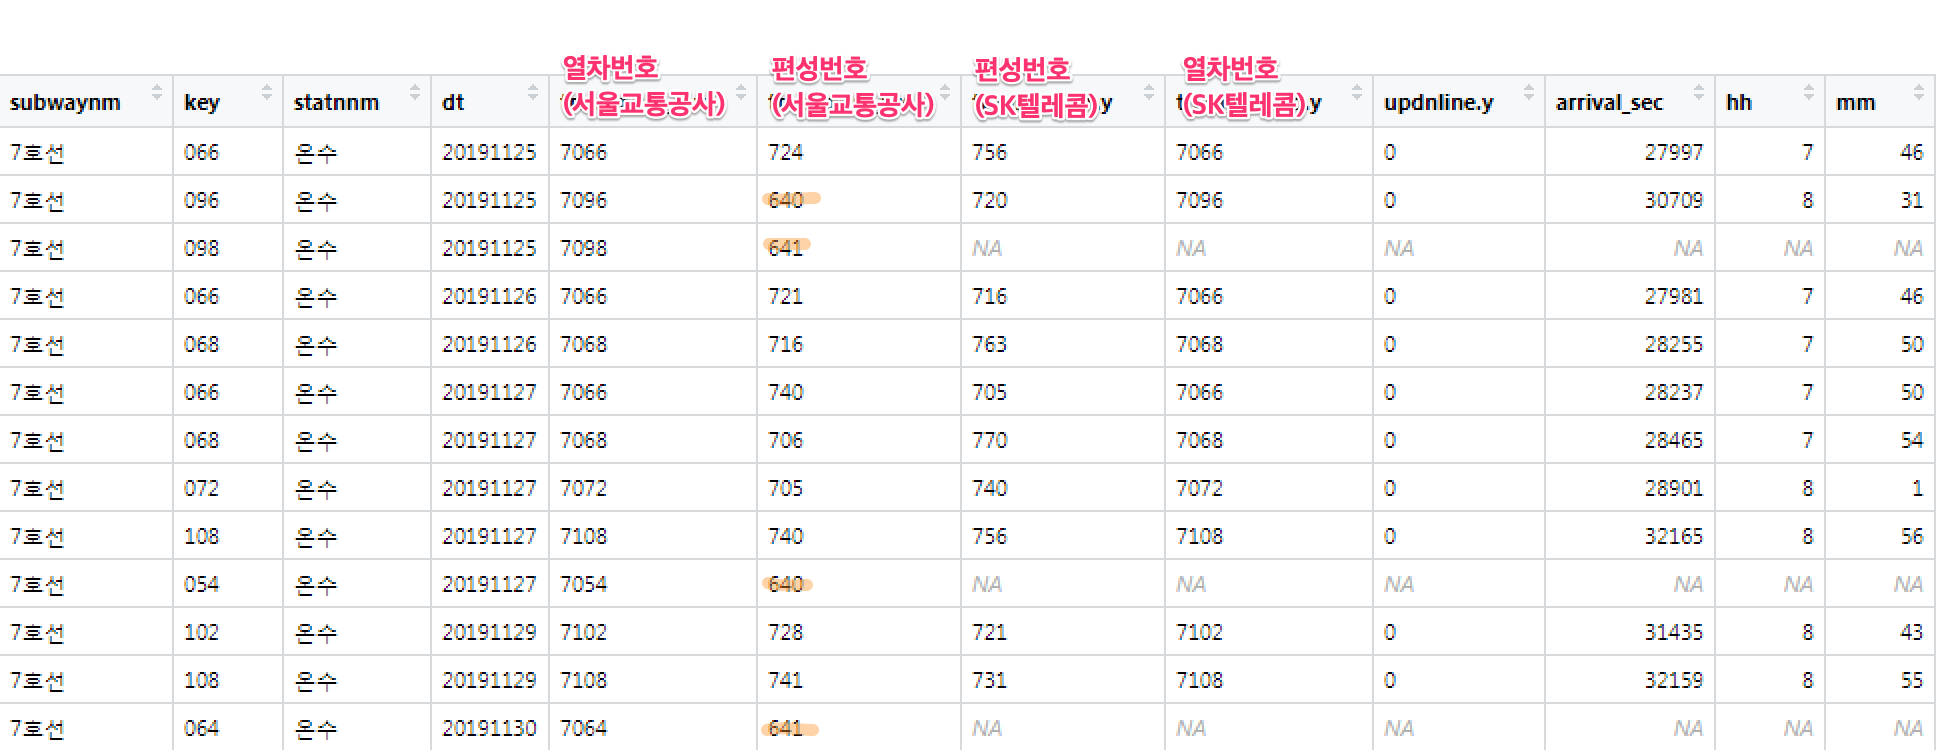 열차번호 편성번호 편성번호 열차번호
subwaynm key statnnm dt (서울교통공사) (서울교통공사) (SK텔레콤) y (SK텔레콤) y updnline.y arrival_sec hh mm
7호선 066 온수 20191125 7066 724 756 7066 0 27997 7 46
7호선 096 온수 20191125 7096 640 720 7096 0 30709 8 31
7호선 098 온수 20191125 7098 641 NA NA NA NA NA NA
7호선 066 온수 20191126 7066 721 716 7066 0 27981 7 46
7호선 068 온수 20191126 7068 716 763 7068 0 28255 7 50
7호선 066 온수 20191127 7066 740 705 7066 0 28237 7 50
7호선 068 온수 20191127 7068 706 770 7068 0 28465 7 54
7호선 072 온수 20191127 7072 705 740 7072 0 28901 8 1
7호선 108 온수 20191127 7108 740 756 7108 0 32165 8 56
7호선 054 온수 20191127 7054 640 NA NA NA NA NA NA
7호선 102 온수 20191129 7102 728 721 7102 0 31435 8 43
7호선 108 온수 20191129 7108 741 731 7108 0 32159 8 55
7호선 064 온수 20191130 7064 641 NA NA NA NA NA NA